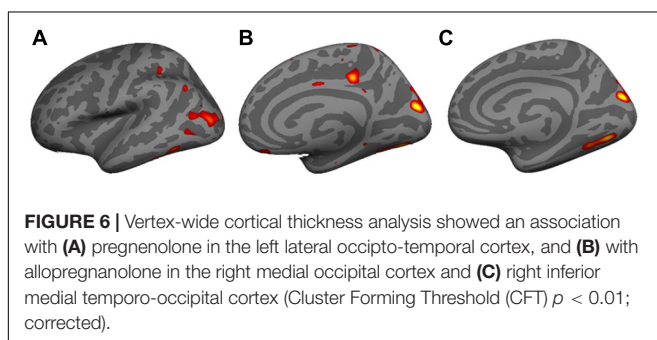 A
B
C
FIGURE 6 | Vertex-wide cortical thickness analysis showed an association
with (A) pregnenolone in the left lateral occipto-temporal cortex, and (B) with
allopregnanolone in the right medial occipital cortex and (C) right inferior
medial temporo-occipital cortex (Cluster Forming Threshold (CFT) p < 0.01;
corrected).